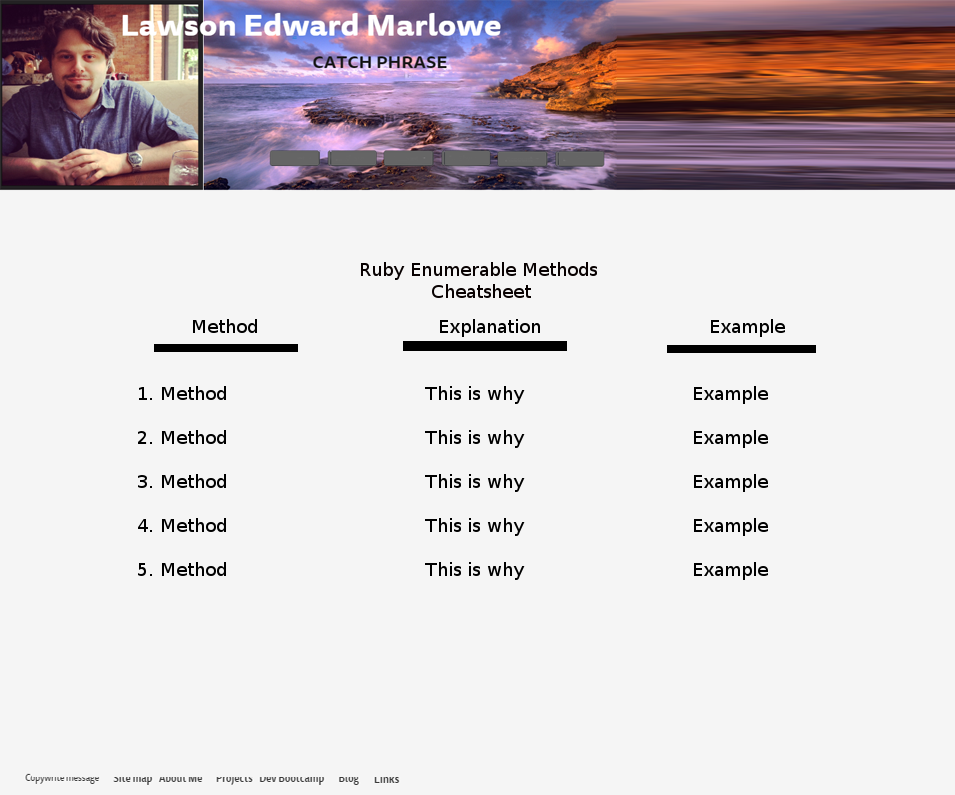 Lawson Edward Marlowe
CATCH PHRASE
Ruby Enumerable Methods
Cheatsheet
Method Explanation Example
1. Method This is why Example
2. Method This is why Example
3. Method This is why Example
4. Method This is why Example
5. Method This is why Example
Copywrite message Site map About Me Projects Dev Bootcamp Blog Links